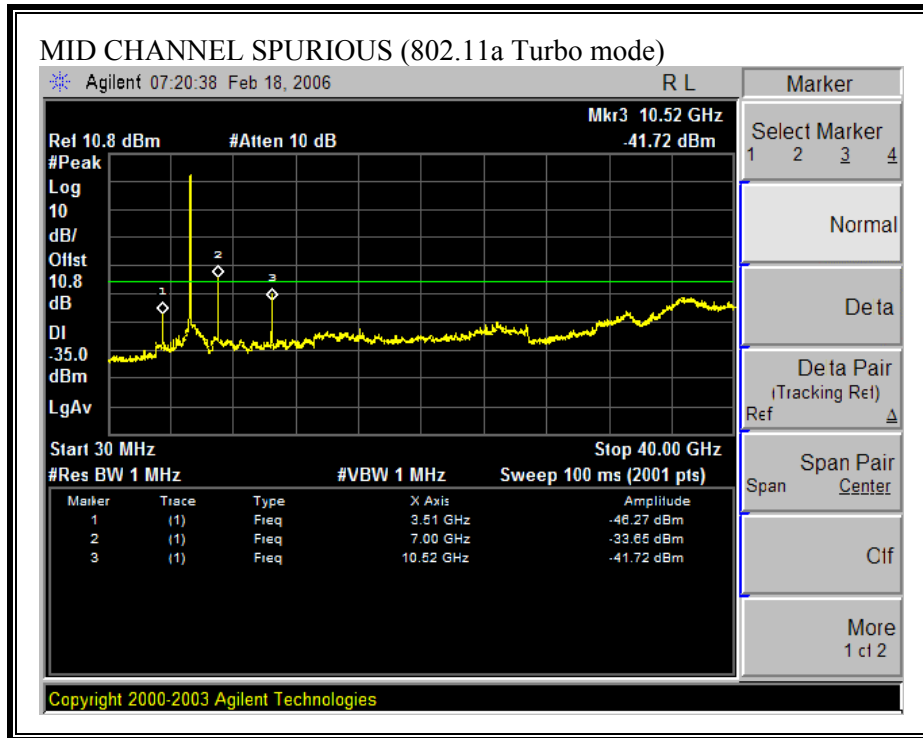 MID CHANNEL SPURIOUS (802.11a Turbo mode)
Agilent 07:20:38 Feb 18, 2006 R L
Mkr3 10.52 GHz
Ref 10.8 dBm #Atten 10 dB -41.72 dBm
#Peak
Log
10
dB/
Offst
10.8
dB
DI
-35.0
dBm
LgAv
1
2
3
Start 30 MHz Stop 40.00 GHz
#Res BW 1 MHz #VBW 1 MHz Sweep 100 ms (2001 pts)
Marker Trace Type X Axis Amplitude
1 (1) Freq 3.51 GHz -46.27 dBm
2 (1) Freq 7.00 GHz -33.65 dBm
3 (1) Freq 10.52 GHz -41.72 dBm
Copyright 2000-2003 Agilent Technologies
Marker
Select Marker
1 2 3 4
Normal
Delta
Delta Pair
(Tracking Ref)
Ref Δ
Span Pair
Span Center
Off
More
1 of 2